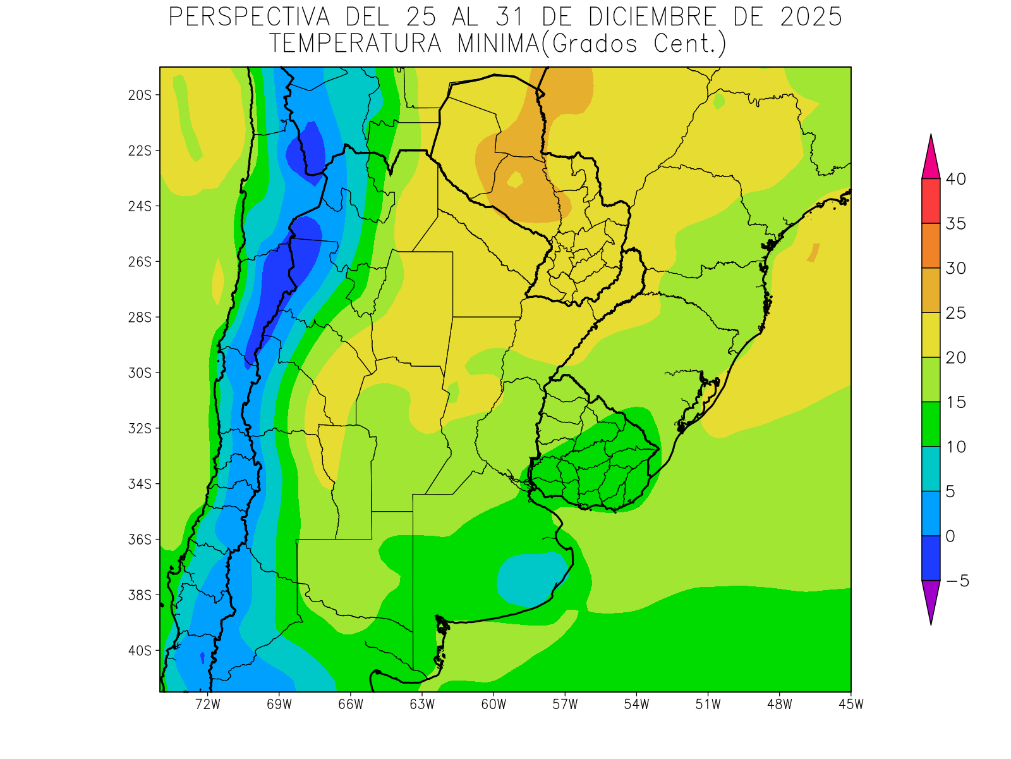 PERSPECTIVA DEL 25 AL 31 DE DICIEMBRE DE 2025
TEMPERATURA MINIMA(Grados Cent.)
20S
22S
24S
26S
28S
30S
32S
34S
36S
38S
40S
72W 69W 66W 63W 60W 57W 54W 51W 48W 45W
40
35
30
25
20
15
10
5
0
−5